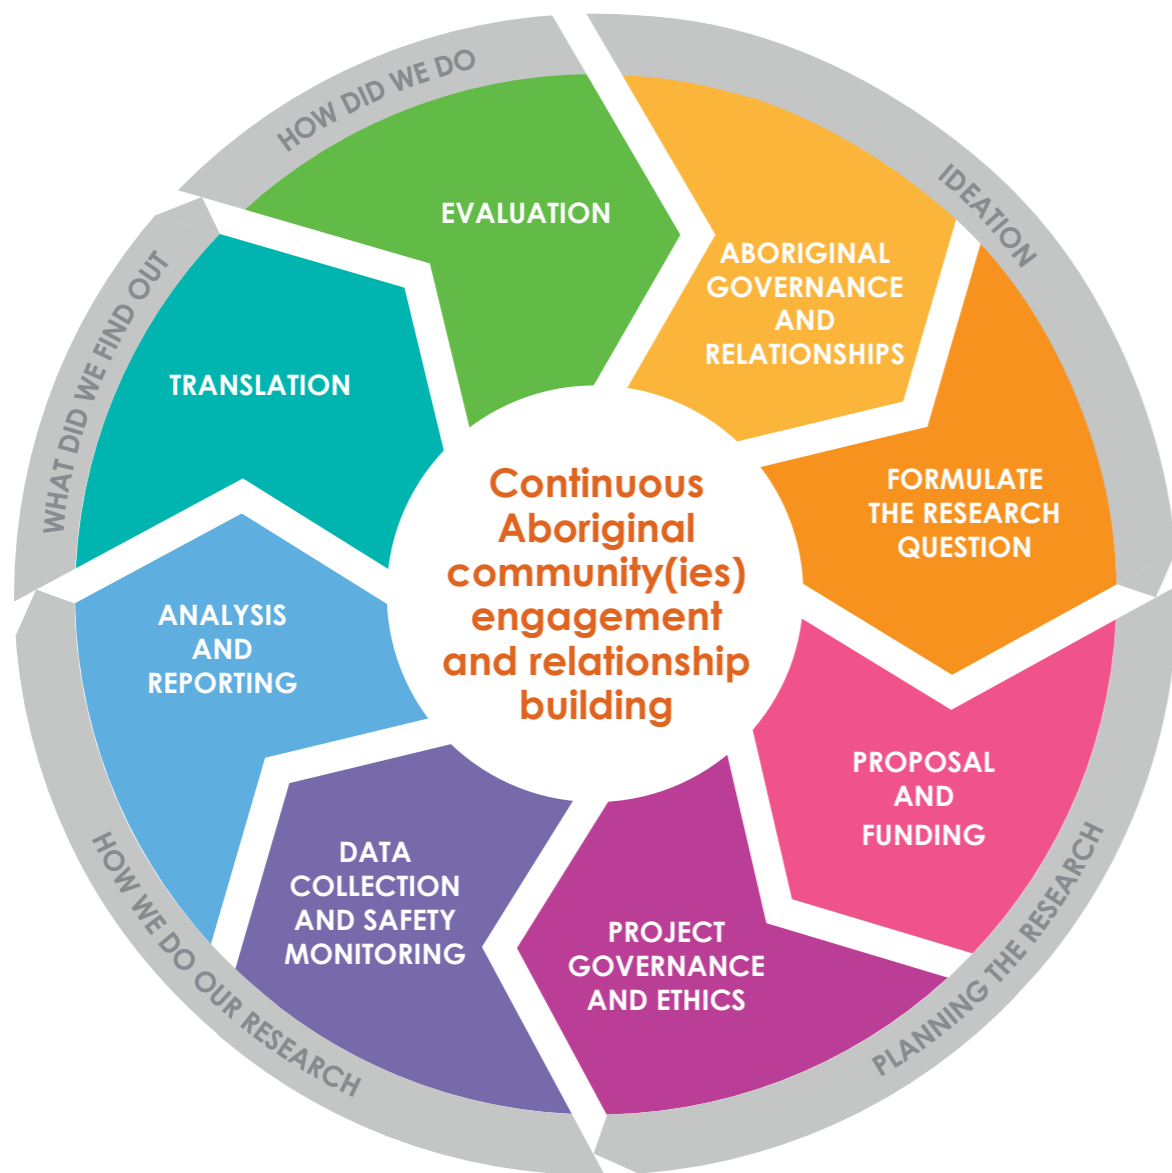 HOW DID WE DO
IDEATION
PLANNING THE RESEARCH
HOW WE DO OUR RESEARCH
WHAT DID WE FIND OUT
EVALUATION
ABORIGINAL
GOVERNANCE
AND
RELATIONSHIPS
FORMULATE
THE RESEARCH
QUESTION
PROPOSAL
AND
FUNDING
PROJECT
GOVERNANCE
AND ETHICS
DATA
COLLECTION
AND SAFETY
MONITORING
ANALYSIS
AND
REPORTING
TRANSLATION
Continuous
Aboriginal
community(ies)
engagement
and relationship
building